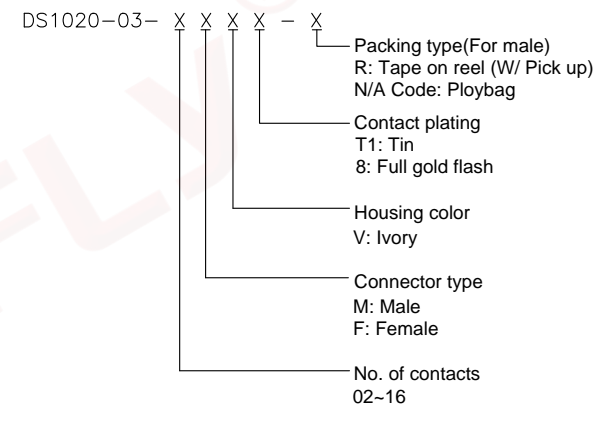 DS1020-03- X X X X - X
Packing type(For male)
R: Tape on reel (W/ Pick up)
N/A Code: Ploybag
Contact plating
T1: Tin
8: Full gold flash
Housing color
V: Ivory
Connector type
M: Male
F: Female
No. of contacts
02~16